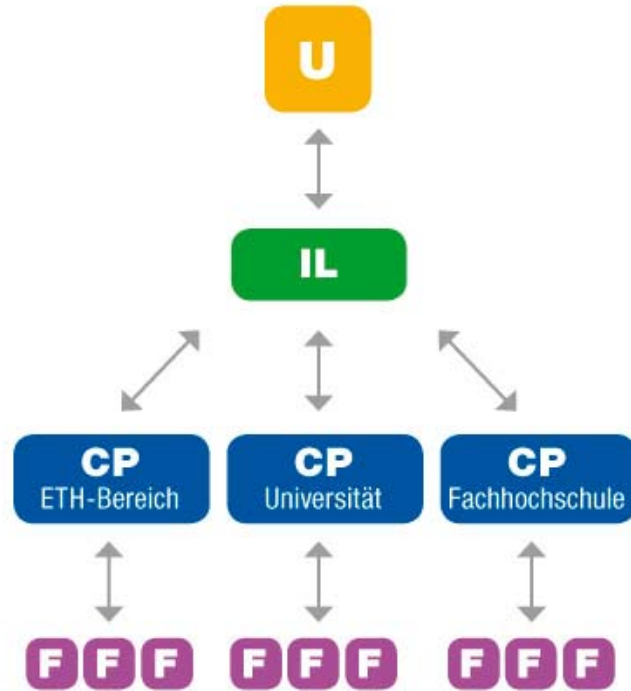 U
IL
CP CP CP
ETH-Bereich Universität Fachhochschule
F F F F F F F F F